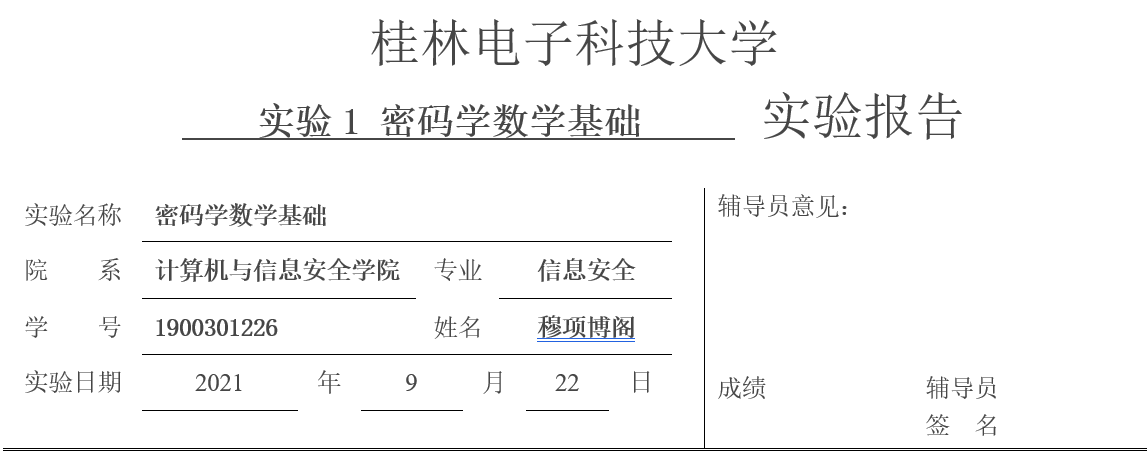 桂林电子科技大学
实验1 密码学数学基础 实验报告
实验名称 密码学数学基础
院 系 计算机与信息安全学院 专业 信息安全
学 号 1900301226 姓名 穆项博阁
实验日期 2021 年 9 月 22 日
辅导员意见：
成绩 辅导员
签 名